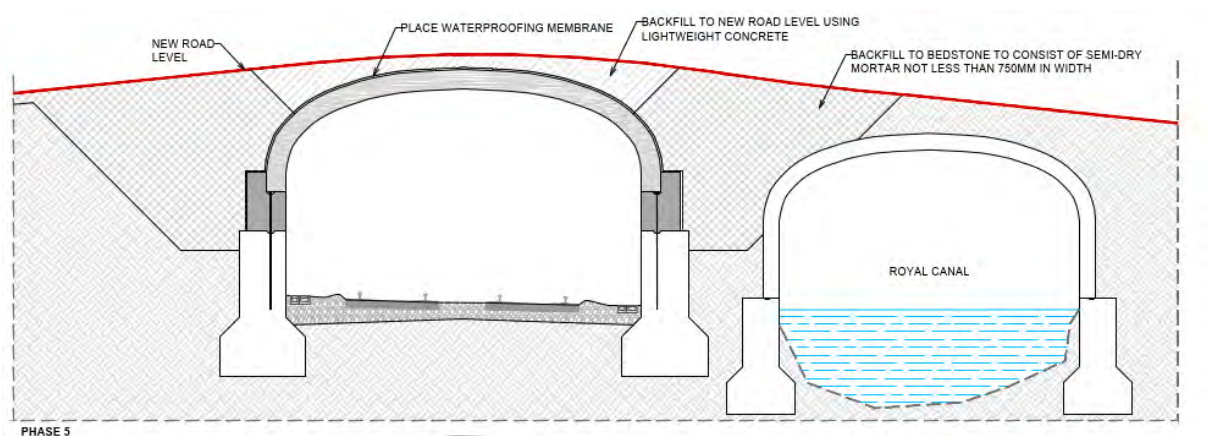 NEW ROAD
LEVEL
PLACE WATERPROOFING MEMBRANE
BACKFILL TO NEW ROAD LEVEL USING
LIGHTWEIGHT CONCRETE
BACKFILL TO BEDSTONE TO CONSIST OF SEMI-DRY
MORTAR NOT LESS THAN 750MM IN WIDTH
ROYAL CANAL
PHASE 5